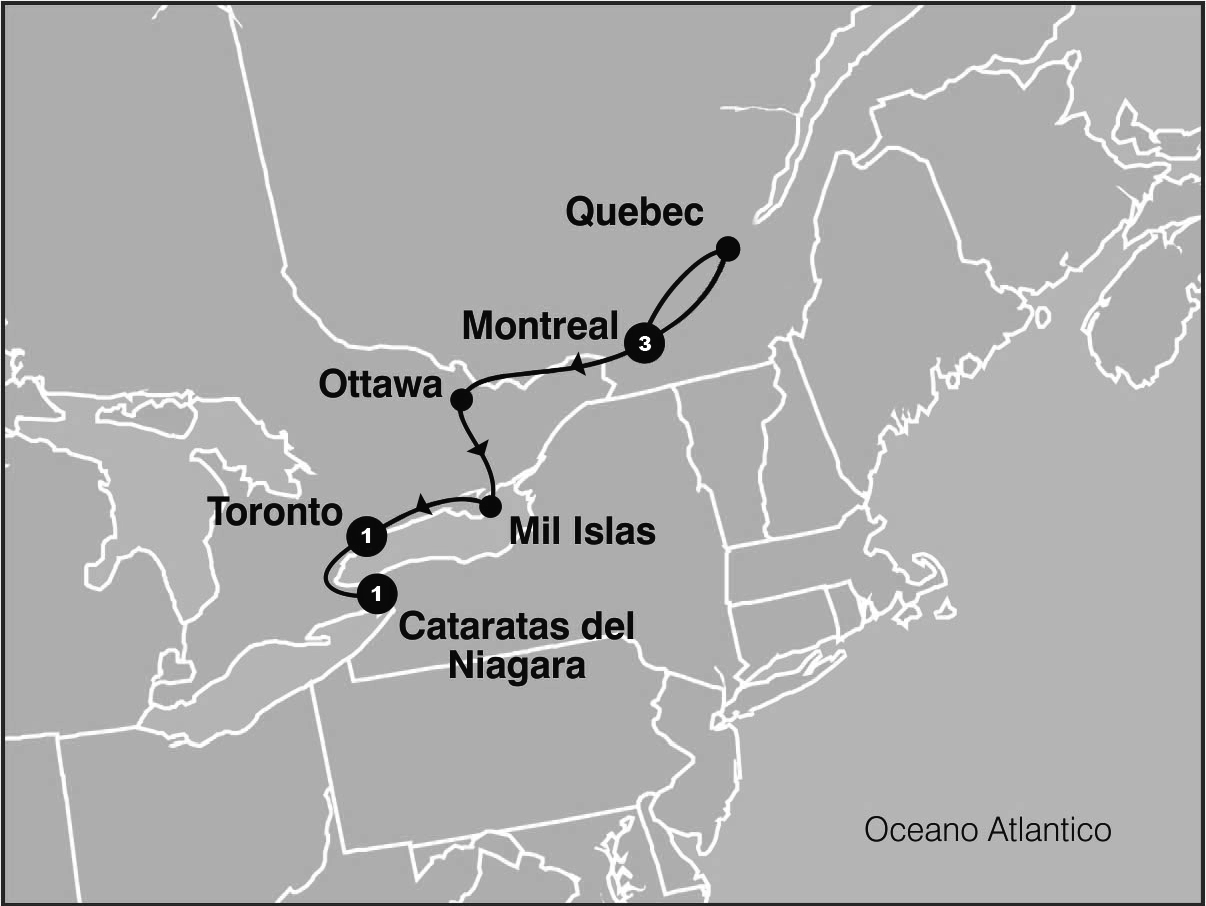 Quebec
Montreal
3
Ottawa
Toronto
1
Mil Islas
1
Cataratas del
Niagara
Oceano Atlantico